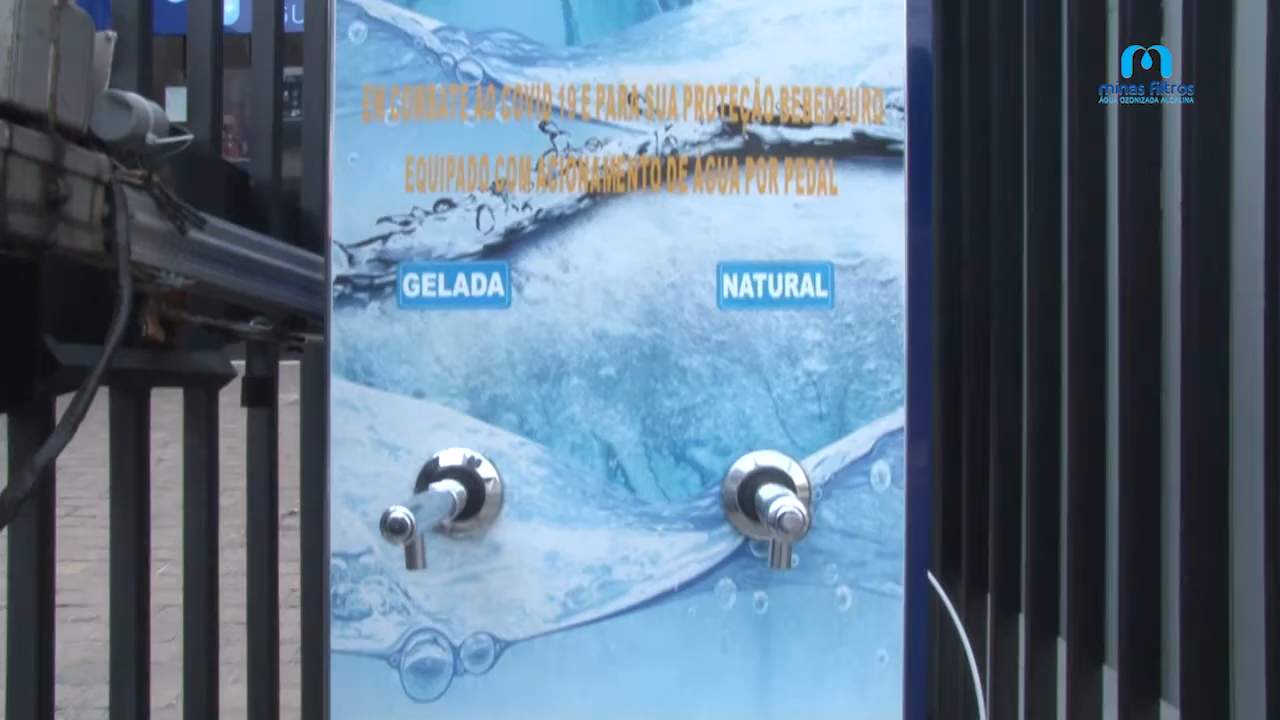 minas filtros
ÁGUA OZONIZADA ALCALINA
EM COMBATE AO COVID 19 E PARA SUA PROTEÇÃO BEBEDOURO
EQUIPADO COM ACIONAMENTO DE ÁGUA POR PEDAL
GELADA
NATURAL